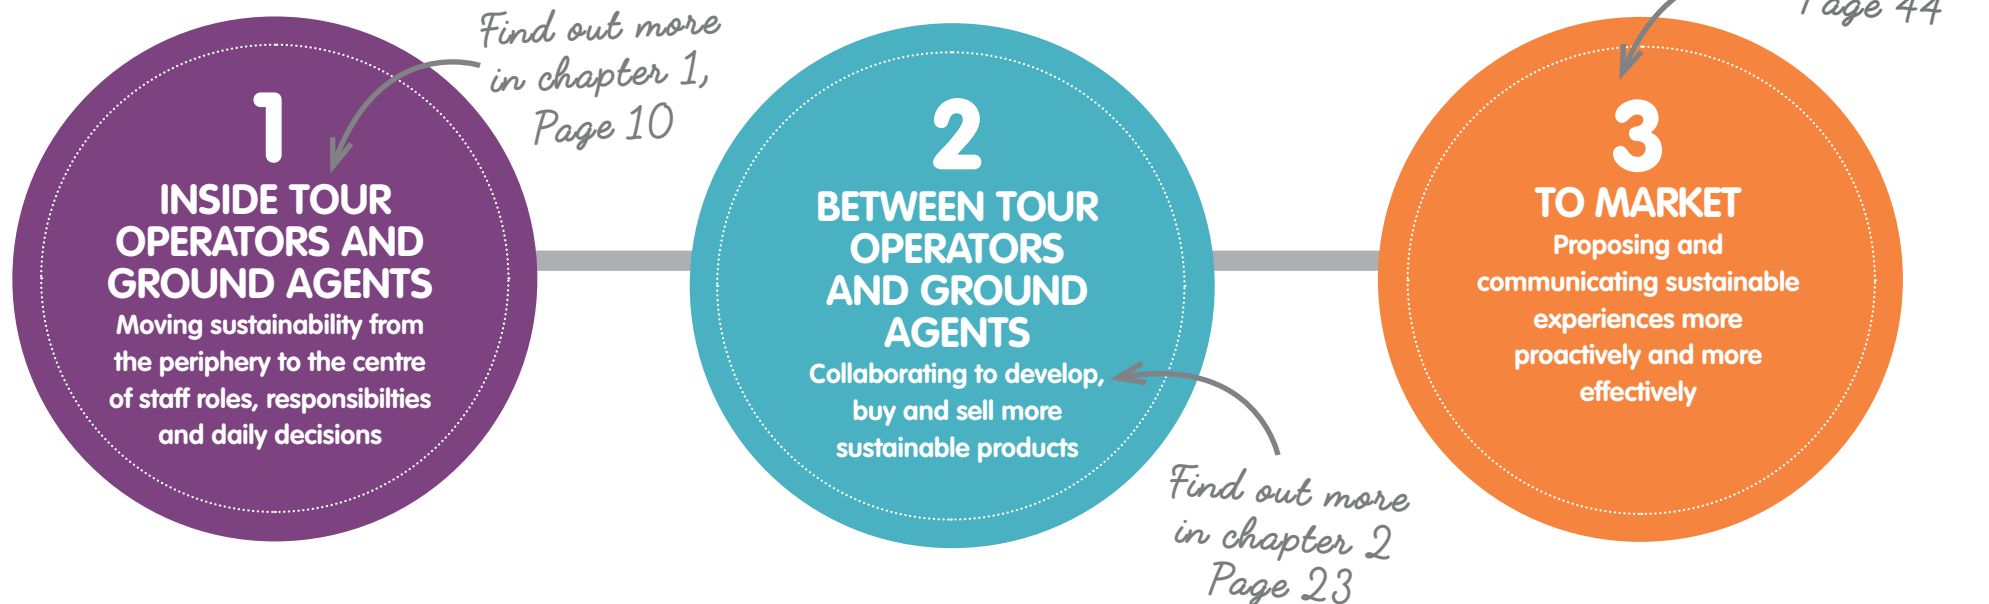 Find out more
in chapter 1,
Page 10
1
INSIDE TOUR
OPERATORS AND
GROUND AGENTS
Moving sustainability from
the periphery to the centre
of staff roles, responsibilties
and daily decisions
2
BETWEEN TOUR
OPERATORS
AND GROUND
AGENTS
Collaborating to develop,
buy and sell more
sustainable products
Find out more
in chapter 2
Page 23
Page 44
3
TO MARKET
Proposing and
communicating sustainable
experiences more
proactively and more
effectively